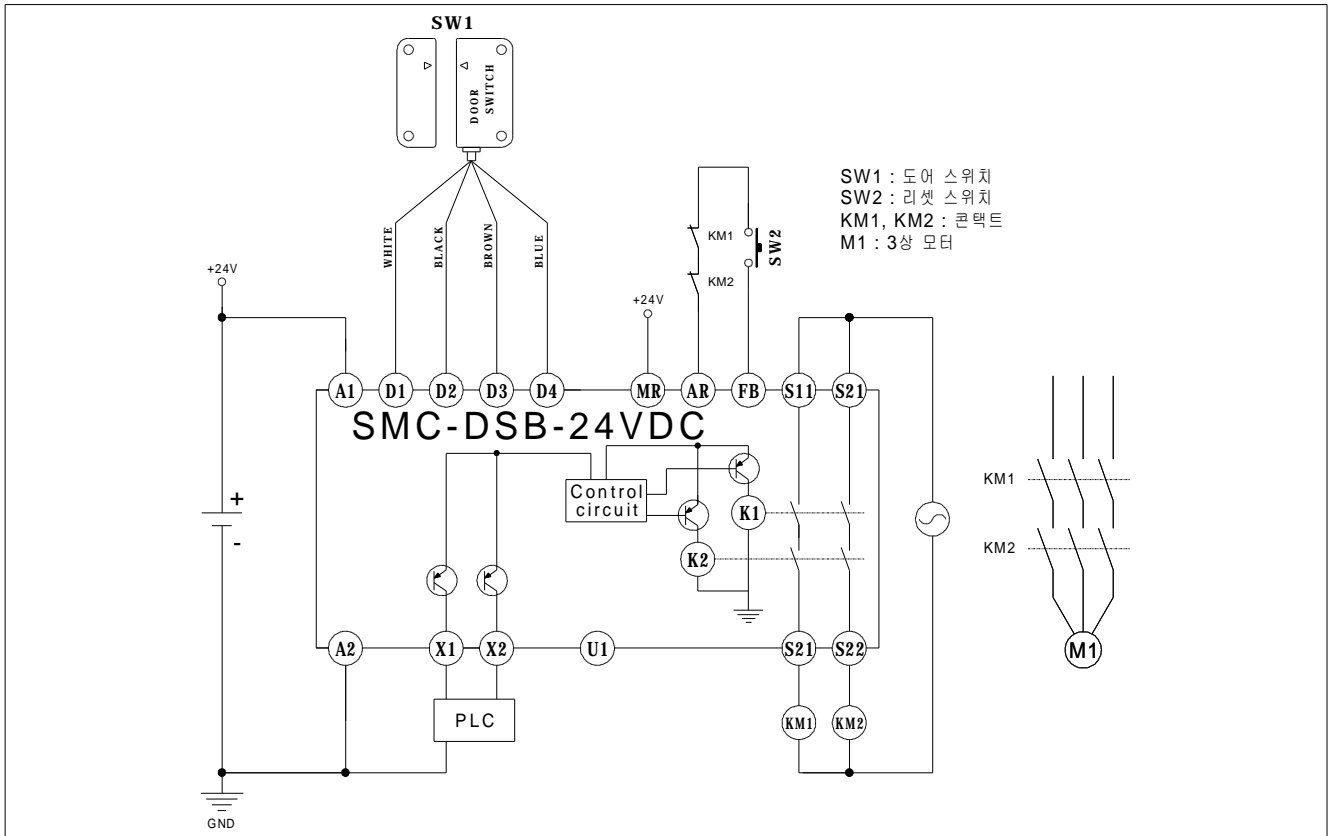 SW1
DOOR
SWITCH
WHITE
BLACK
BROWN
BLUE
KM1
KM2
SW2
SW1 : 도어 스위치
SW2 : 리셋 스위치
KM1, KM2 : 콘택트
M1 : 3상 모터
+24V
+24V
A1
D1
D2
D3
D4
MR
AR
FB
S11
S21
SMC-DSB-24VDC
Control
circuit
K1
K2
+
-
KM1
KM2
A2
X1
X2
U1
S21
S22
M1
PLC
KM1
KM2
GND